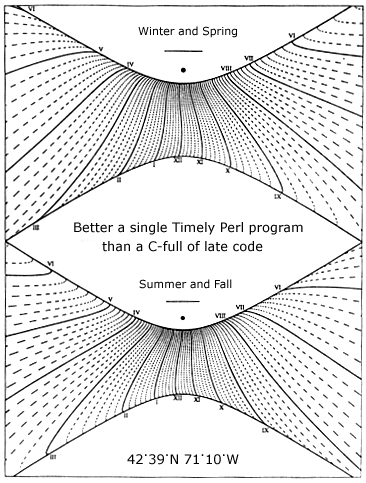 VI
Winter and Spring
VI
V
VII
IV
VIII
II
I
XII
XI
X
IX
III
Better a single Timely Perl program
than a C-full of late code
VI
Summer and Fall
VI
V
VII
IV
VIII
I
XII
XI
X
II
IX
III
42°39'N 71°10'W